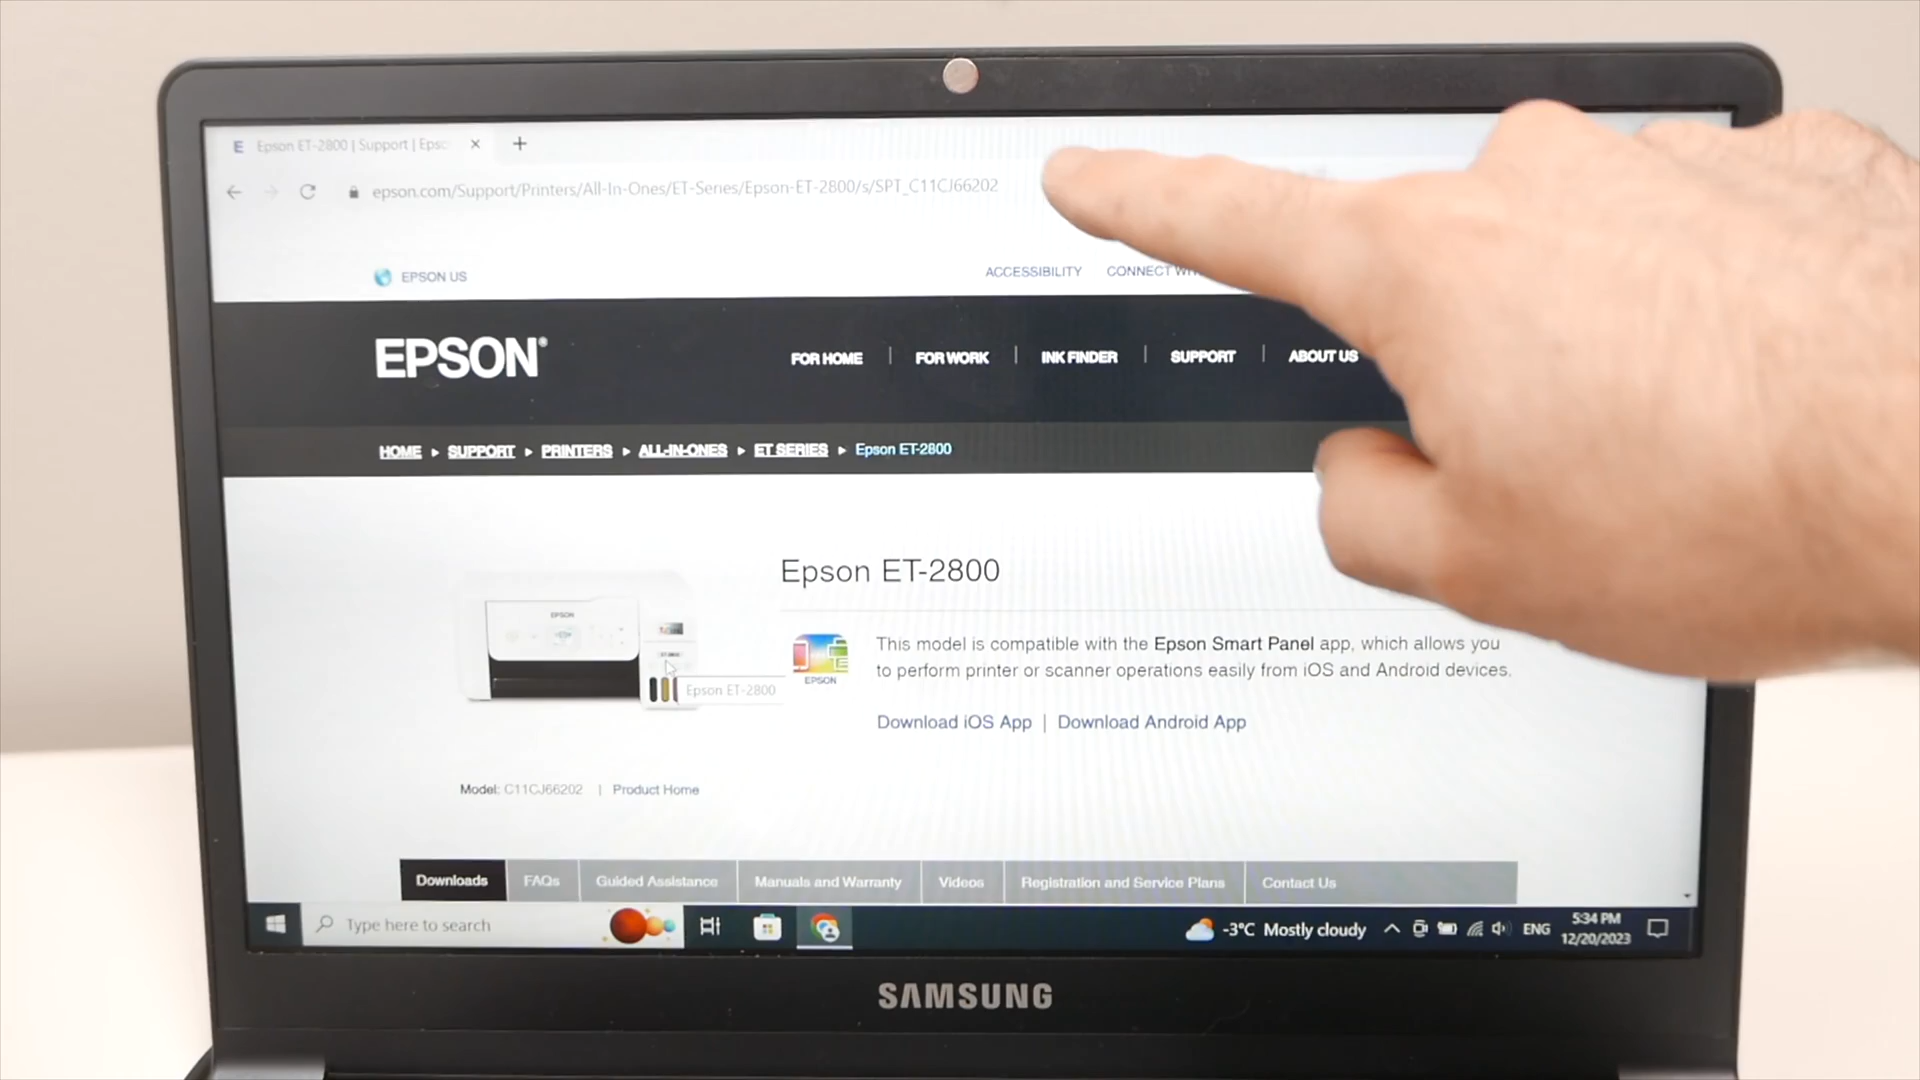 Epson ET-2800 | Support | Epso
epson.com/Support/Printers/All-In-Ones/ET-Series/Epson-ET-2800/s/SPT_C11CJ66202
EPSON US
ACCESSIBILITY CONNECT
EPSON®
FOR HOME | FOR WORK | INK FINDER | SUPPORT | ABOUT US
HOME ▸ SUPPORT ▸ PRINTERS ▸ ALL-IN-ONES ▸ ET SERIES ▸ Epson ET-2800
Epson ET-2800
EPSON
This model is compatible with the Epson Smart Panel app, which allows you
to perform printer or scanner operations easily from iOS and Android devices.
EPSON
Epson ET-2800
Download iOS App | Download Android App
Model: C11CJ66202 | Product Home
Downloads FAQs Guided Assistance Manuals and Warranty Videos Registration and Service Plans Contact Us
Type here to search
-3°C Mostly cloudy
ENG
5:34 PM
12/20/2023
SAMSUNG